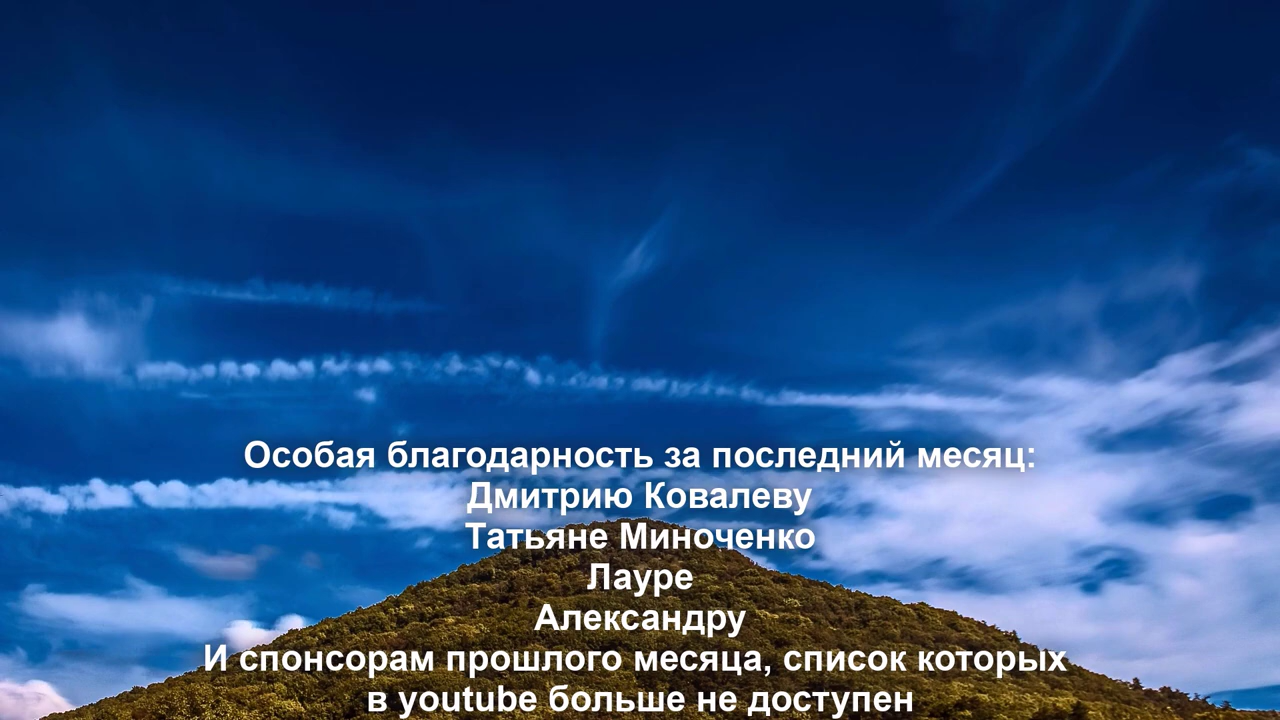 Особая благодарность за последний месяц:
Дмитрию Ковалеву
Татьяне Миноченко
Лауре
Александру
И спонсорам прошлого месяца, список которых
в youtube больше не доступен